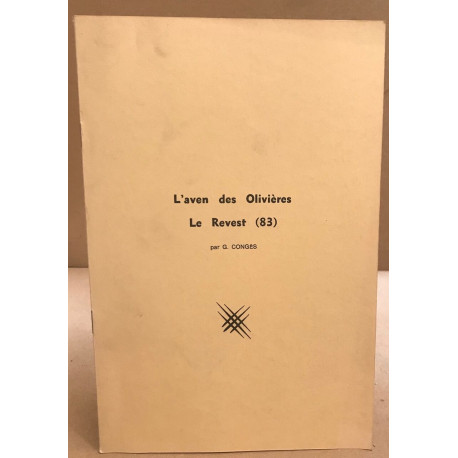 L'aven des Olivières
Le Revest (83)
par G. CONGES